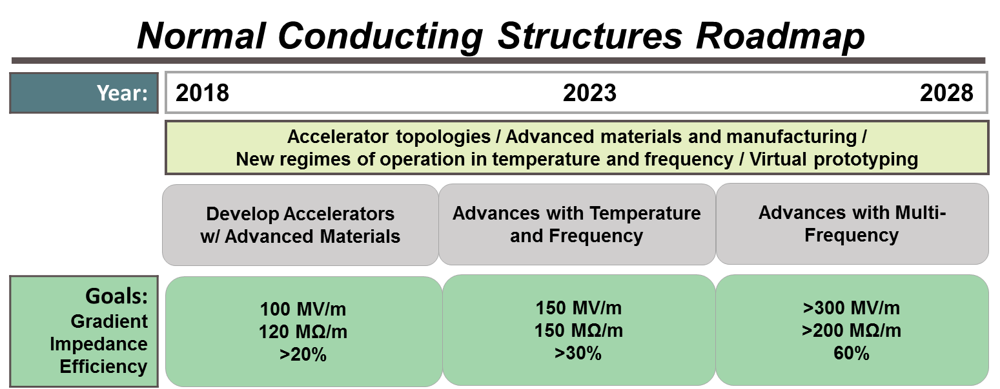 Normal Conducting Structures Roadmap
Year:
2018 2023 2028
Accelerator topologies / Advanced materials and manufacturing /
New regimes of operation in temperature and frequency / Virtual prototyping
Develop Accelerators
w/ Advanced Materials
Advances with Temperature
and Frequency
Advances with Multi-
Frequency
Goals:
Gradient
Impedance
Efficiency
100 MV/m
120 MΩ/m
>20%
150 MV/m
150 MΩ/m
>30%
>300 MV/m
>200 MΩ/m
60%